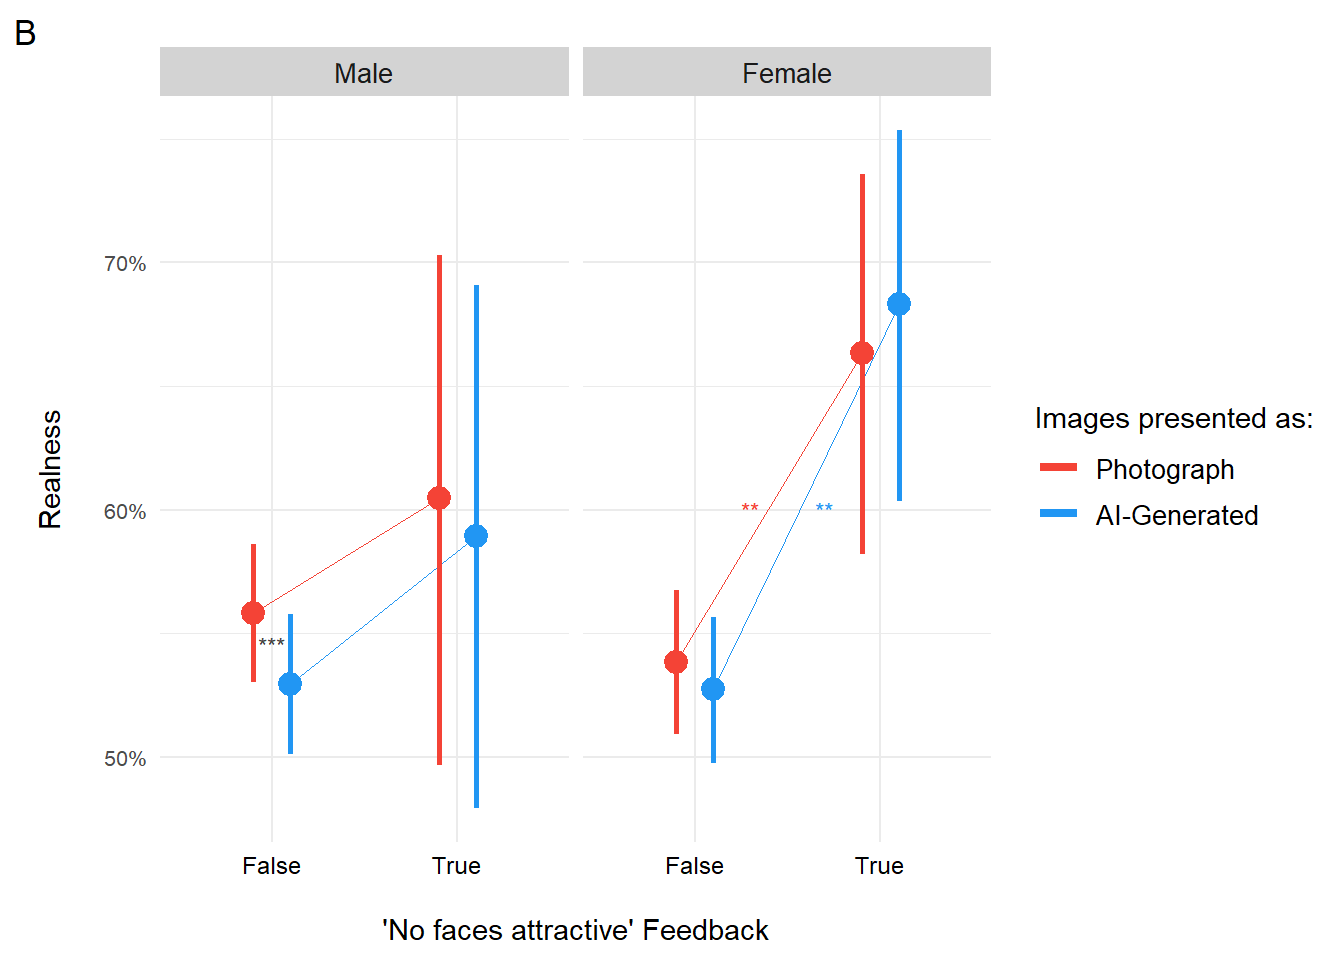 B
Male
Female
70%
60%
50%
Realness
***
**
**
False
True
False
True
'No faces attractive' Feedback
Images presented as:
Photograph
AI-Generated